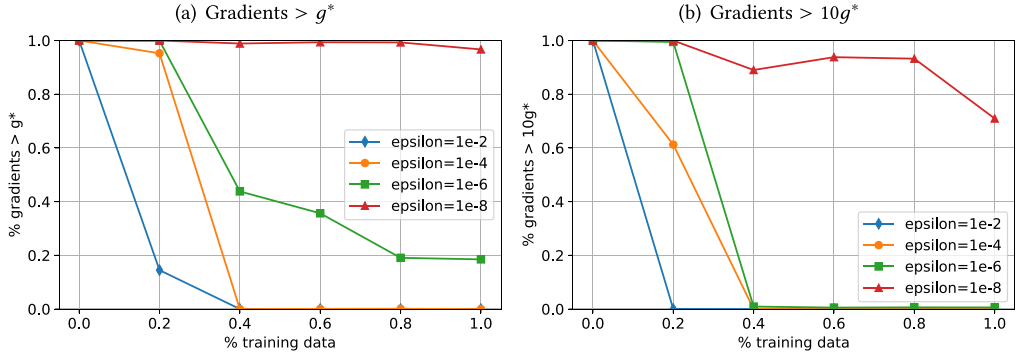 (a) Gradients > g*
1.0
0.8
0.6
0.4
0.2
0.0
% gradients > g*
epsilon=1e-2
epsilon=1e-4
epsilon=1e-6
epsilon=1e-8
0.0 0.2 0.4 0.6 0.8 1.0
% training data
(b) Gradients > 10g*
1.0
0.8
0.6
0.4
0.2
0.0
% gradients > 10g*
epsilon=1e-2
epsilon=1e-4
epsilon=1e-6
epsilon=1e-8
0.0 0.2 0.4 0.6 0.8 1.0
% training data